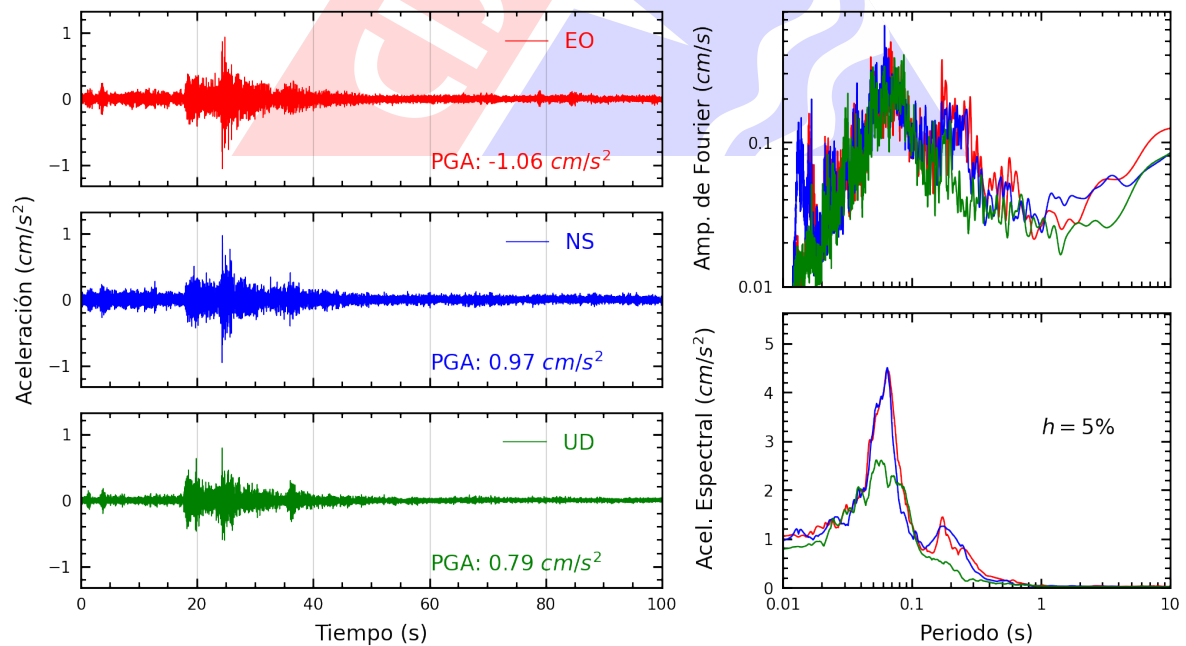 Aceleración (cm/s²)
1
0
−1
EO
PGA: -1.06 cm/s²
1
0
−1
NS
PGA: 0.97 cm/s²
1
0
−1
UD
PGA: 0.79 cm/s²
0 20 40 60 80 100
Tiempo (s)
Amp. de Fourier (cm/s)
0.1
0.01
Acel. Espectral (cm/s²)
5
4
3
2
1
0
h = 5%
0.01 0.1 1 10
Periodo (s)